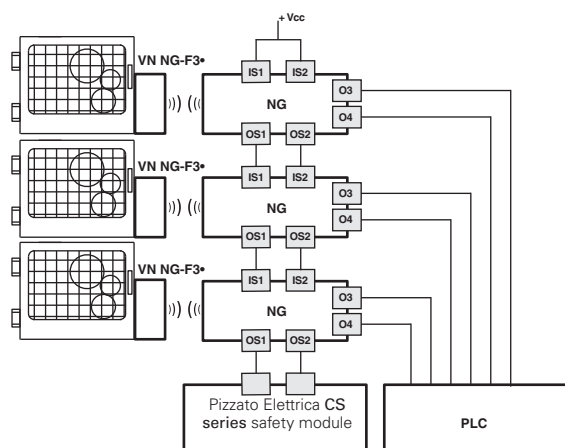 + Vcc
VN NG-F3•
IS1 IS2
NG
O3
O4
OS1 OS2
VN NG-F3•
IS1 IS2
NG
O3
O4
OS1 OS2
VN NG-F3•
IS1 IS2
NG
O3
O4
OS1 OS2
Pizzato Elettrica CS
series safety module
PLC